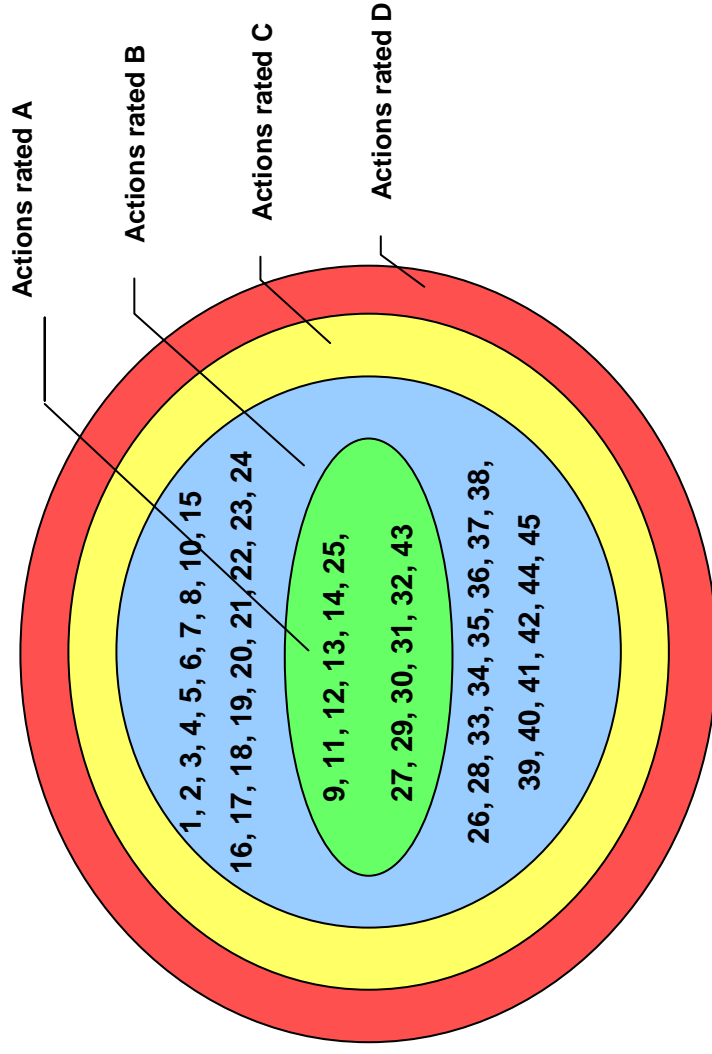 Actions rated A
Actions rated B
Actions rated C
Actions rated D
1, 2, 3, 4, 5, 6, 7, 8, 10, 15
16, 17, 18, 19, 20, 21, 22, 23, 24
9, 11, 12, 13, 14, 25,
27, 29, 30, 31, 32, 43
26, 28, 33, 34, 35, 36, 37, 38,
39, 40, 41, 42, 44, 45